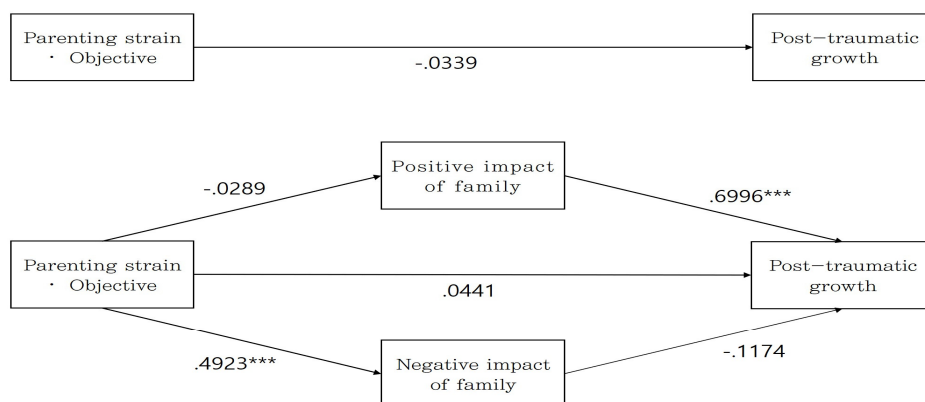 Parenting strain
· Objective
-.0339
Post-traumatic
growth
Positive impact
of family
-.0289
.6996***
Parenting strain
· Objective
.0441
Post-traumatic
growth
.4923***
Negative impact
of family
-.1174